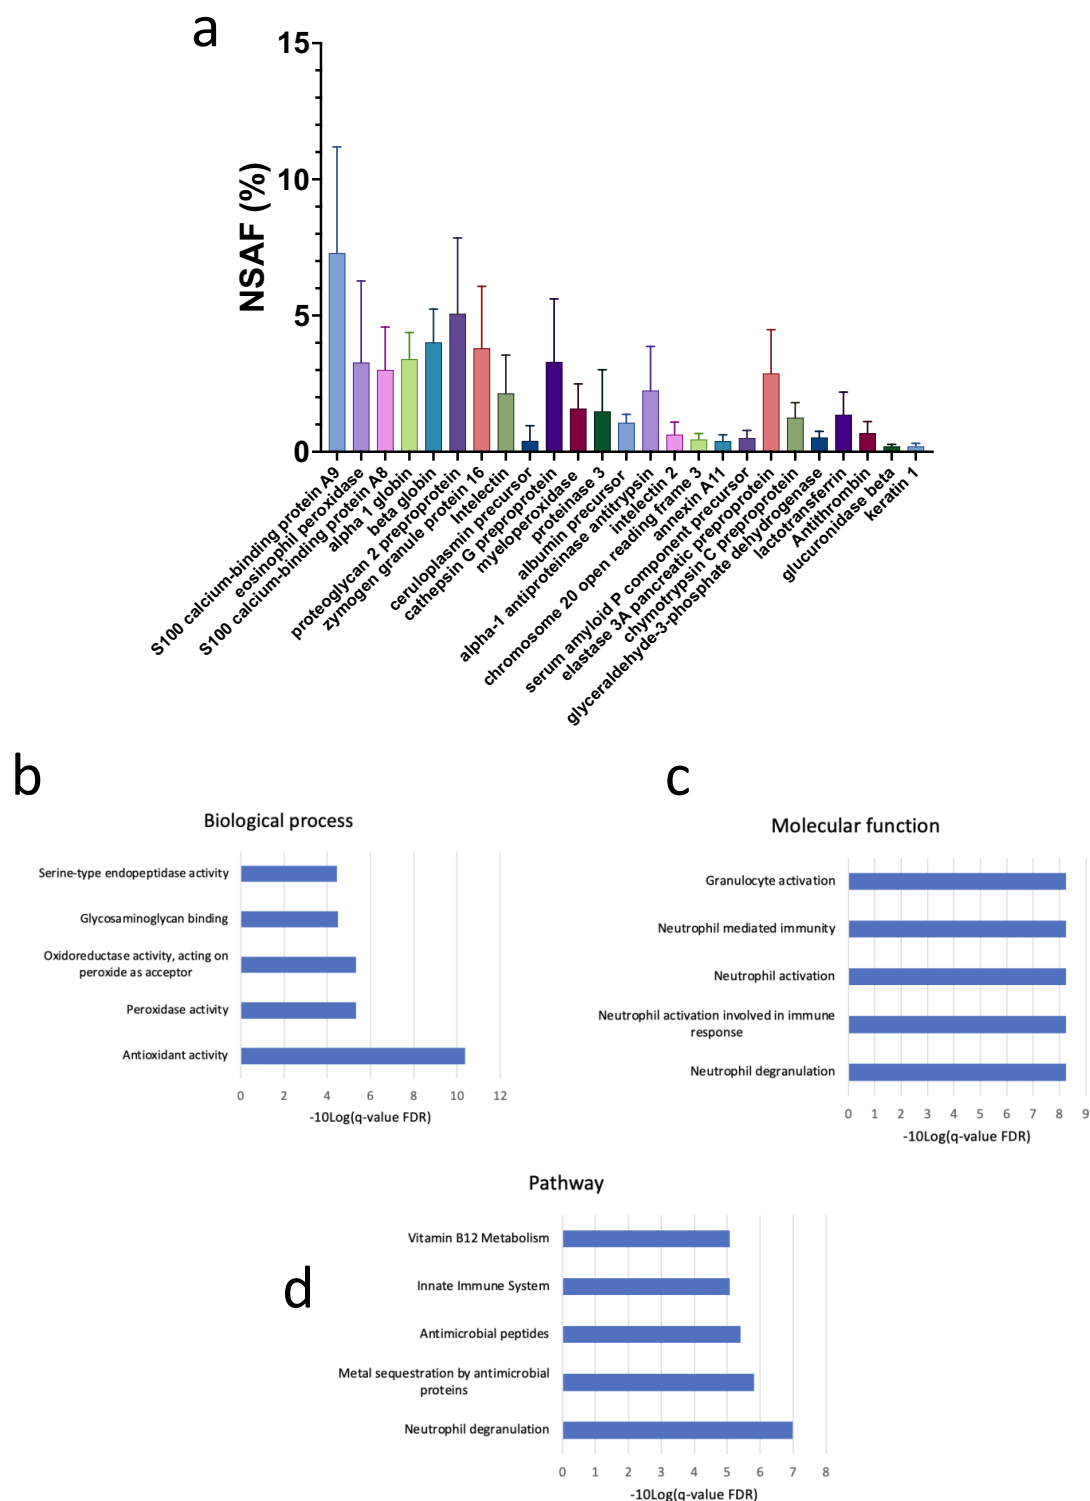 a
15
10
5
0
NSAF (%)
S100 calcium-binding protein A9
eosinophil peroxidase
S100 calcium-binding protein A8
alpha 1 globin
beta globin
proteoglycan 2 preproprotein
zymogen granule protein 16
Intelectin
ceruloplasmin precursor
cathepsin G preproprotein
myeloperoxidase
proteinase 3
albumin precursor
alpha-1 antiproteinase antitrypsin
intelectin 2
chromosome 20 open reading frame 3
annexin A11
serum amyloid P component precursor
elastase 3A pancreatic preproprotein
chymotrypsin C preproprotein
glyceraldehyde-3-phosphate dehydrogenase
lactotransferrin
Antithrombin
glucuronidase beta
keratin 1
b
Biological process
Serine-type endopeptidase activity
Glycosaminoglycan binding
Oxidoreductase activity, acting on
peroxide as acceptor
Peroxidase activity
Antioxidant activity
0 2 4 6 8 10 12
-10Log(q-value FDR)
c
Molecular function
Granulocyte activation
Neutrophil mediated immunity
Neutrophil activation
Neutrophil activation involved in immune
response
Neutrophil degranulation
0 1 2 3 4 5 6 7 8 9
-10Log(q-value FDR)
d
Pathway
Vitamin B12 Metabolism
Innate Immune System
Antimicrobial peptides
Metal sequestration by antimicrobial
proteins
Neutrophil degranulation
0 1 2 3 4 5 6 7 8
-10Log(q-value FDR)